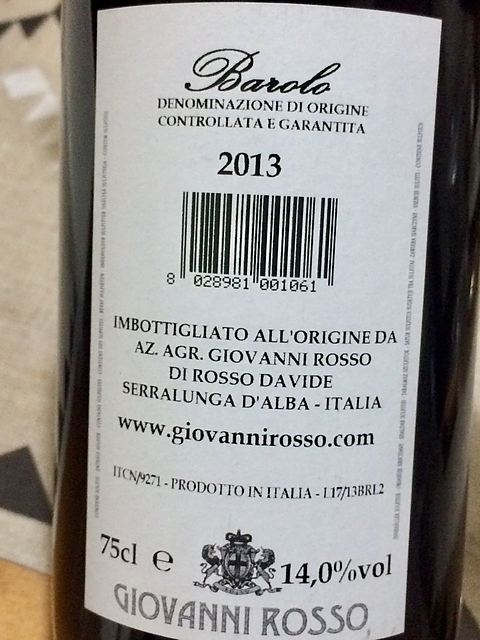 Barolo
DENOMINAZIONE DI ORIGINE
CONTROLLATA E GARANTITA
2013
8 028981 001061
IMBOTTIGLIATO ALL'ORIGINE DA
AZ. AGR. GIOVANNI ROSSO
DI ROSSO DAVIDE
SERRALUNGA D'ALBA - ITALIA
www.giovannirosso.com
ITCN/9271 - PRODOTTO IN ITALIA - L17/13BRL2
75cl e 14,0%vol
GIOVANNI ROSSO